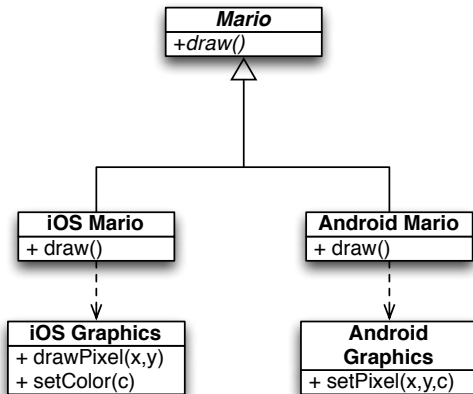 Mario
+draw()
iOS Mario
+ draw()
Android Mario
+ draw()
iOS Graphics
+ drawPixel(x,y)
+ setColor(c)
Android
Graphics
+ setPixel(x,y,c)